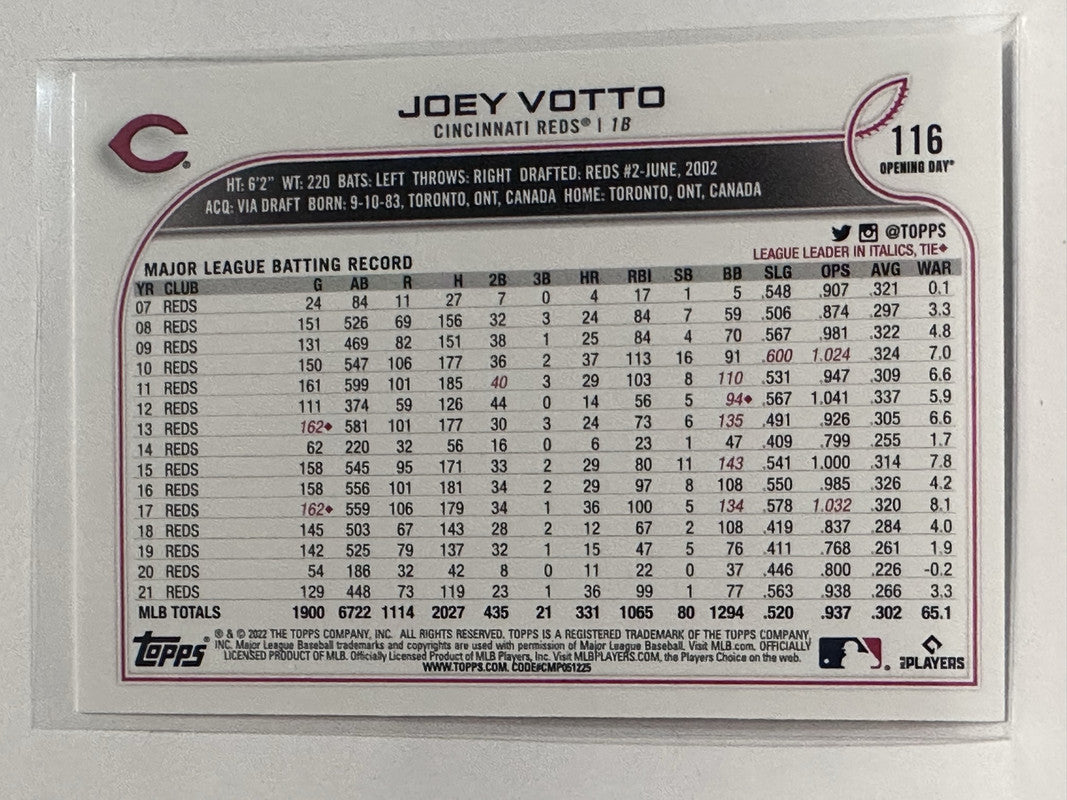 JOEY VOTTO
CINCINNATI REDS® | 1B
116
OPENING DAY®
HT: 6'2" WT: 220 BATS: LEFT THROWS: RIGHT DRAFTED: REDS #2-JUNE, 2002
ACQ: VIA DRAFT BORN: 9-10-83, TORONTO, ONT, CANADA HOME: TORONTO, ONT, CANADA
@TOPPS
LEAGUE LEADER IN ITALICS, TIE◆
MAJOR LEAGUE BATTING RECORD
YR CLUB G AB R H 2B 3B HR RBI SB BB SLG OPS AVG WAR
07 REDS 24 84 11 27 7 0 4 17 1 5 .548 .907 .321 0.1
08 REDS 151 526 69 156 32 3 24 84 7 59 .506 .874 .297 3.3
09 REDS 131 469 82 151 38 1 25 84 4 70 .567 .981 .322 4.8
10 REDS 150 547 106 177 36 2 37 113 16 91 .600 1.024 .324 7.0
11 REDS 161 599 101 185 40 3 29 103 8 110 .531 .947 .309 6.6
12 REDS 111 374 59 126 44 0 14 56 5 94◆ .567 1.041 .337 5.9
13 REDS 162◆ 581 101 177 30 3 24 73 6 135 .491 .926 .305 6.6
14 REDS 62 220 32 56 16 0 6 23 1 47 .409 .799 .255 1.7
15 REDS 158 545 95 171 33 2 29 80 11 143 .541 1.000 .314 7.8
16 REDS 158 556 101 181 34 2 29 97 8 108 .550 .985 .326 4.2
17 REDS 162◆ 559 106 179 34 1 36 100 5 134 .578 1.032 .320 8.1
18 REDS 145 503 67 143 28 2 12 67 2 108 .419 .837 .284 4.0
19 REDS 142 525 79 137 32 1 15 47 5 76 .411 .768 .261 1.9
20 REDS 54 186 32 42 8 0 11 22 0 37 .446 .800 .226 -0.2
21 REDS 129 448 73 119 23 1 36 99 1 77 .563 .938 .266 3.3
MLB TOTALS 1900 6722 1114 2027 435 21 331 1065 80 1294 .520 .937 .302 65.1
Topps®
® & © 2022 THE TOPPS COMPANY, INC. ALL RIGHTS RESERVED. TOPPS IS A REGISTERED TRADEMARK OF THE TOPPS COMPANY,
INC. Major League Baseball trademarks and copyrights are used with permission of Major League Baseball. Visit MLB.com. OFFICIALLY
LICENSED PRODUCT OF MLB. Officially Licensed Product of MLB Players, Inc. Visit MLBPLAYERS.COM, the Players Choice on the web.
WWW.TOPPS.COM. CODE#CMP051225
PLAYERS